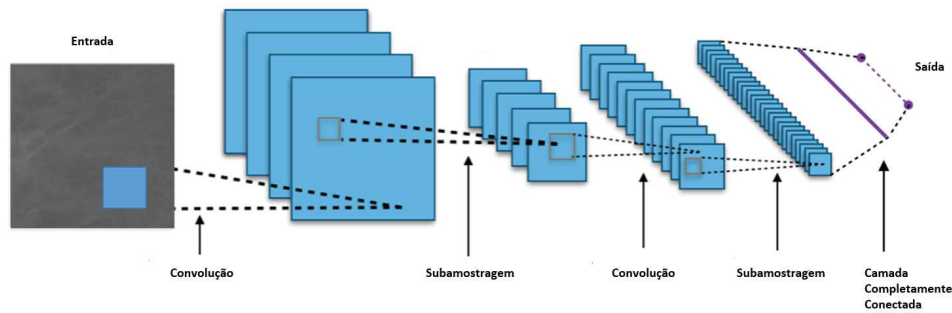 Entrada
Saída
Convolução
Subamostragem
Convolução
Subamostragem
Camada
Completamente
Conectada